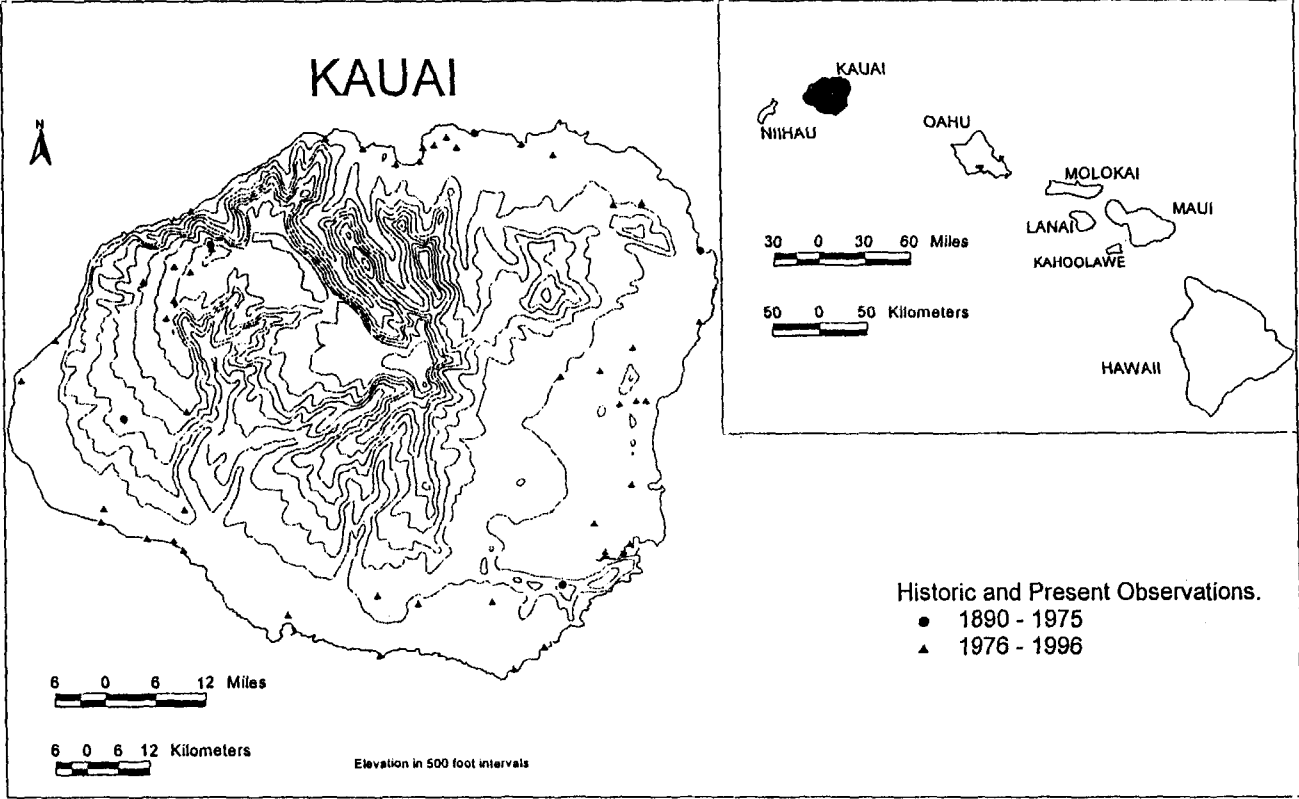 KAUAI
N
KAUAI
NIIHAU
OAHU
MOLOKAI
LANAI
MAUI
KAHOOLAWE
HAWAII
30 0 30 60 Miles
50 0 50 Kilometers
Historic and Present Observations.
1890 - 1975
1976 - 1996
6 0 6 12 Miles
6 0 6 12 Kilometers
Elevation in 500 foot intervals